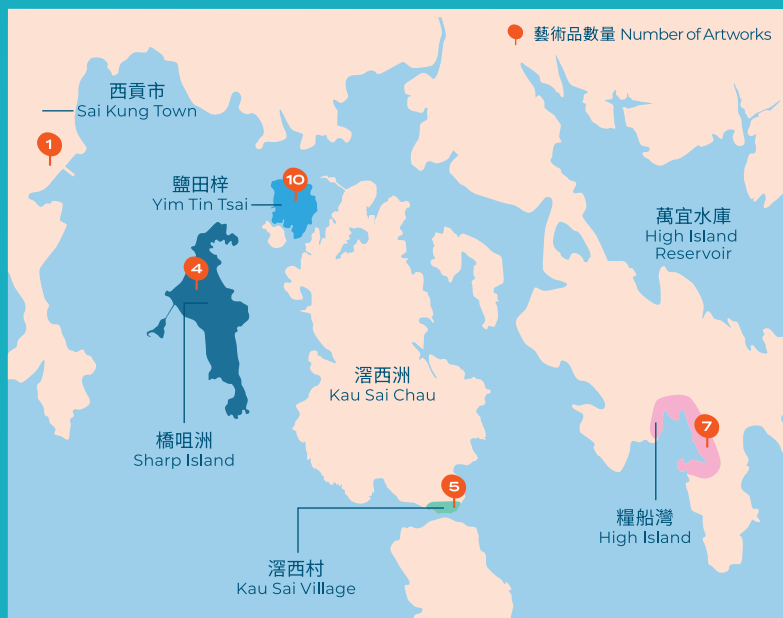 藝術品數量 Number of Artworks
西貢市
Sai Kung Town
1
鹽田梓
Yim Tin Tsai
10
萬宜水庫
High Island
Reservoir
4
滘西洲
Kau Sai Chau
7
橋咀洲
Sharp Island
5
糧船灣
High Island
滘西村
Kau Sai Village